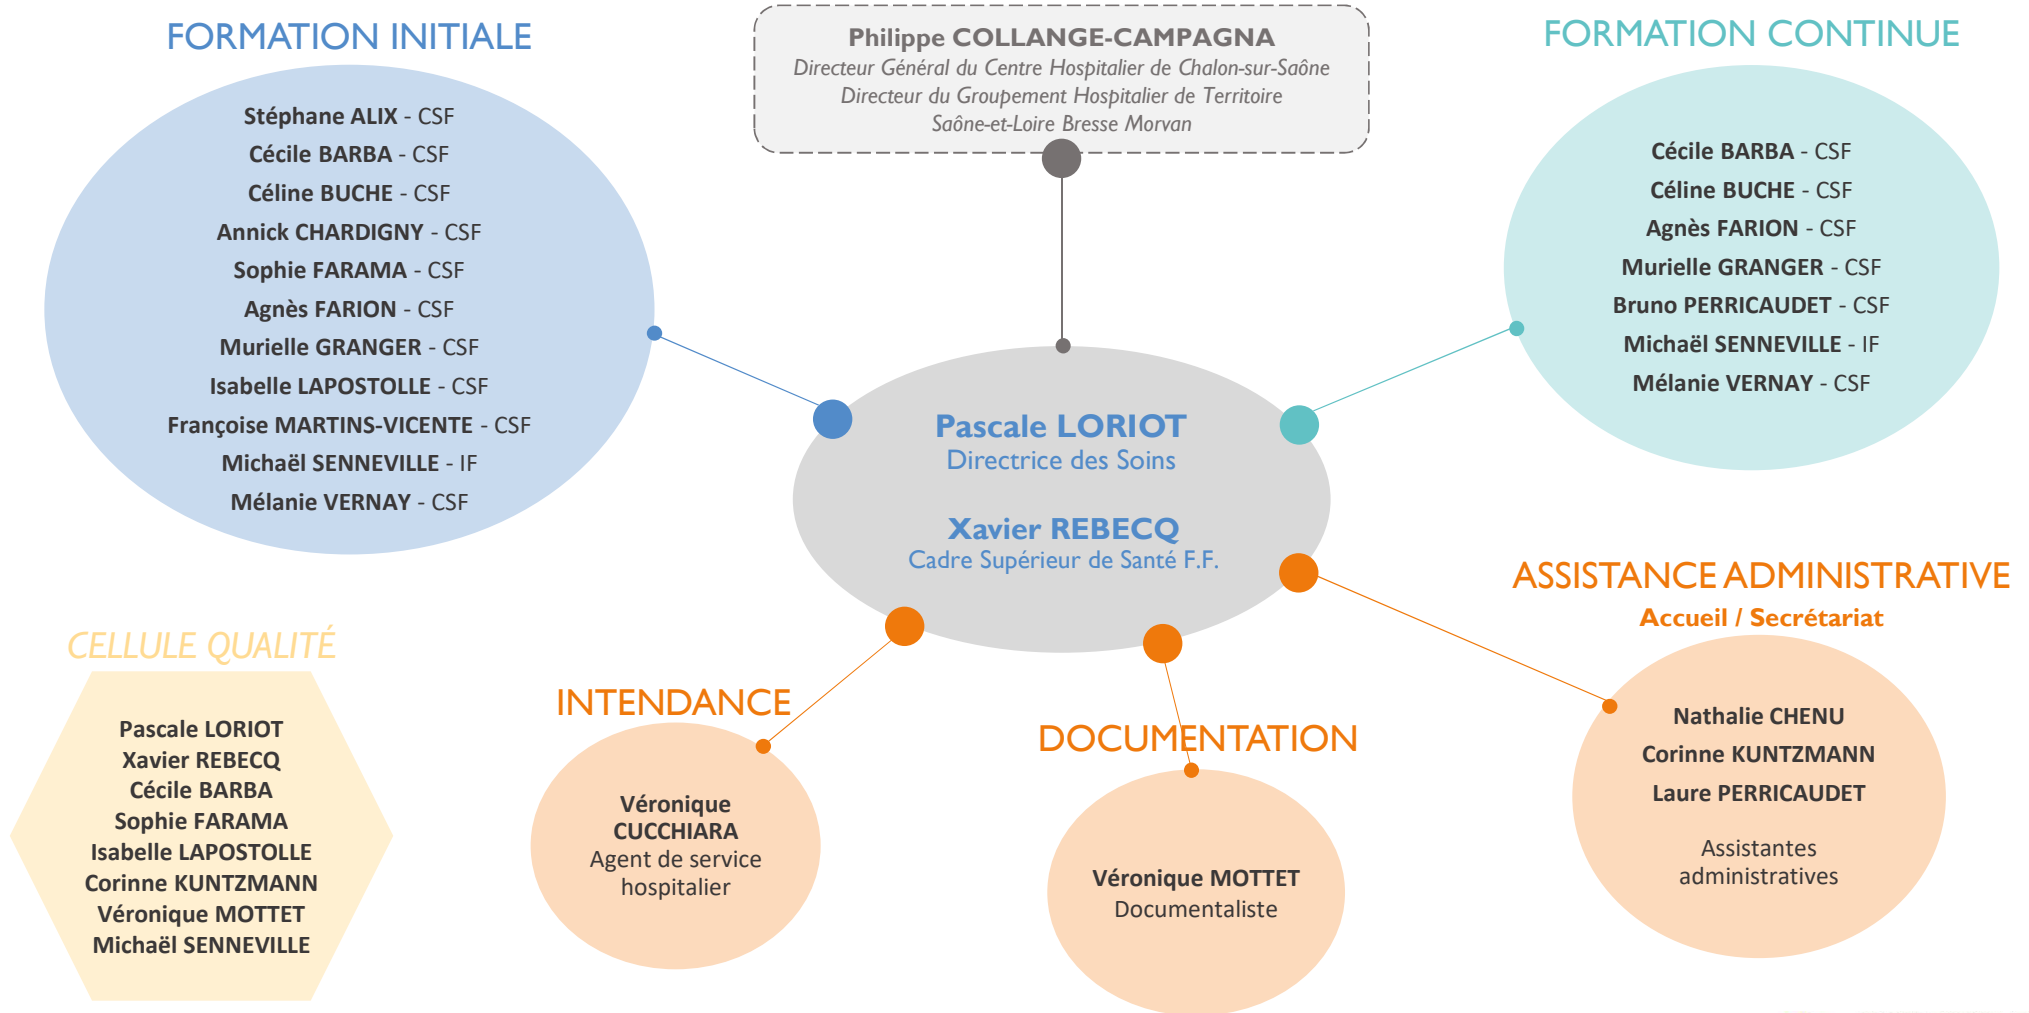 FORMATION INITIALE
Stéphane ALIX - CSF
Cécile BARBA - CSF
Céline BUCHE - CSF
Annick CHARDIGNY - CSF
Sophie FARAMA - CSF
Agnès FARION - CSF
Murielle GRANGER - CSF
Isabelle LAPOSTOLLE - CSF
Françoise MARTINS-VICENTE - CSF
Michaël SENNEVILLE - IF
Mélanie VERNAY - CSF
Philippe COLLANGE-CAMPAGNA
Directeur Général du Centre Hospitalier de Chalon-sur-Saône
Directeur du Groupement Hospitalier de Territoire
Saône-et-Loire Bresse Morvan
FORMATION CONTINUE
Cécile BARBA - CSF
Céline BUCHE - CSF
Agnès FARION - CSF
Murielle GRANGER - CSF
Bruno PERRICAUDET - CSF
Michaël SENNEVILLE - IF
Mélanie VERNAY - CSF
Pascale LORIOT
Directrice des Soins
Xavier REBECQ
Cadre Supérieur de Santé F.F.
CELLULE QUALITÉ
Pascale LORIOT
Xavier REBECQ
Cécile BARBA
Sophie FARAMA
Isabelle LAPOSTOLLE
Corinne KUNTZMANN
Véronique MOTTET
Michaël SENNEVILLE
INTENDANCE
Véronique
CUCCHIARA
Agent de service
hospitalier
DOCUMENTATION
Véronique MOTTET
Documentaliste
ASSISTANCE ADMINISTRATIVE
Accueil / Secrétariat
Nathalie CHENU
Corinne KUNTZMANN
Laure PERRICAUDET
Assistantes
administratives